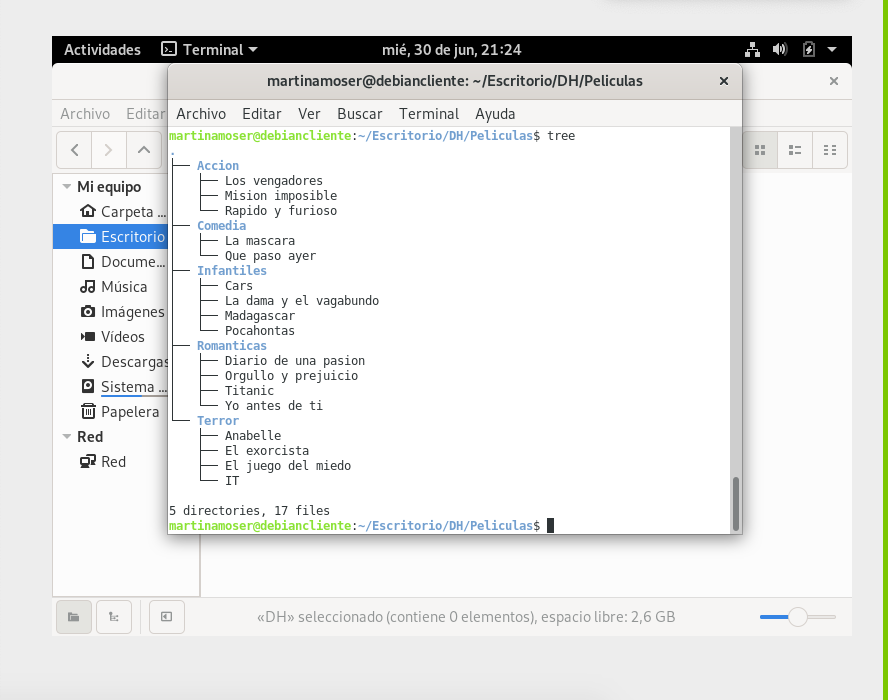 Actividades Terminal mié, 30 de jun, 21:24
martinamoser@debiancliente: ~/Escritorio/DH/Peliculas
Archivo Editar
Archivo Editar Ver Buscar Terminal Ayuda
martinamoser@debiancliente:~/Escritorio/DH/Peliculas$ tree
.
├── Accion
│   ├── Los vengadores
│   ├── Mision imposible
│   └── Rapido y furioso
├── Comedia
│   ├── La mascara
│   └── Que paso ayer
├── Infantiles
│   ├── Cars
│   ├── La dama y el vagabundo
│   ├── Madagascar
│   └── Pocahontas
├── Romanticas
│   ├── Diario de una pasion
│   ├── Orgullo y prejuicio
│   ├── Titanic
│   └── Yo antes de ti
└── Terror
    ├── Anabelle
    ├── El exorcista
    ├── El juego del miedo
    └── IT
5 directories, 17 files
martinamoser@debiancliente:~/Escritorio/DH/Peliculas$
Mi equipo
Carpeta ...
Escritorio
Docume...
Música
Imágenes
Vídeos
Descargas
Sistema ...
Papelera
Red
Red
«DH» seleccionado (contiene 0 elementos), espacio libre: 2,6 GB